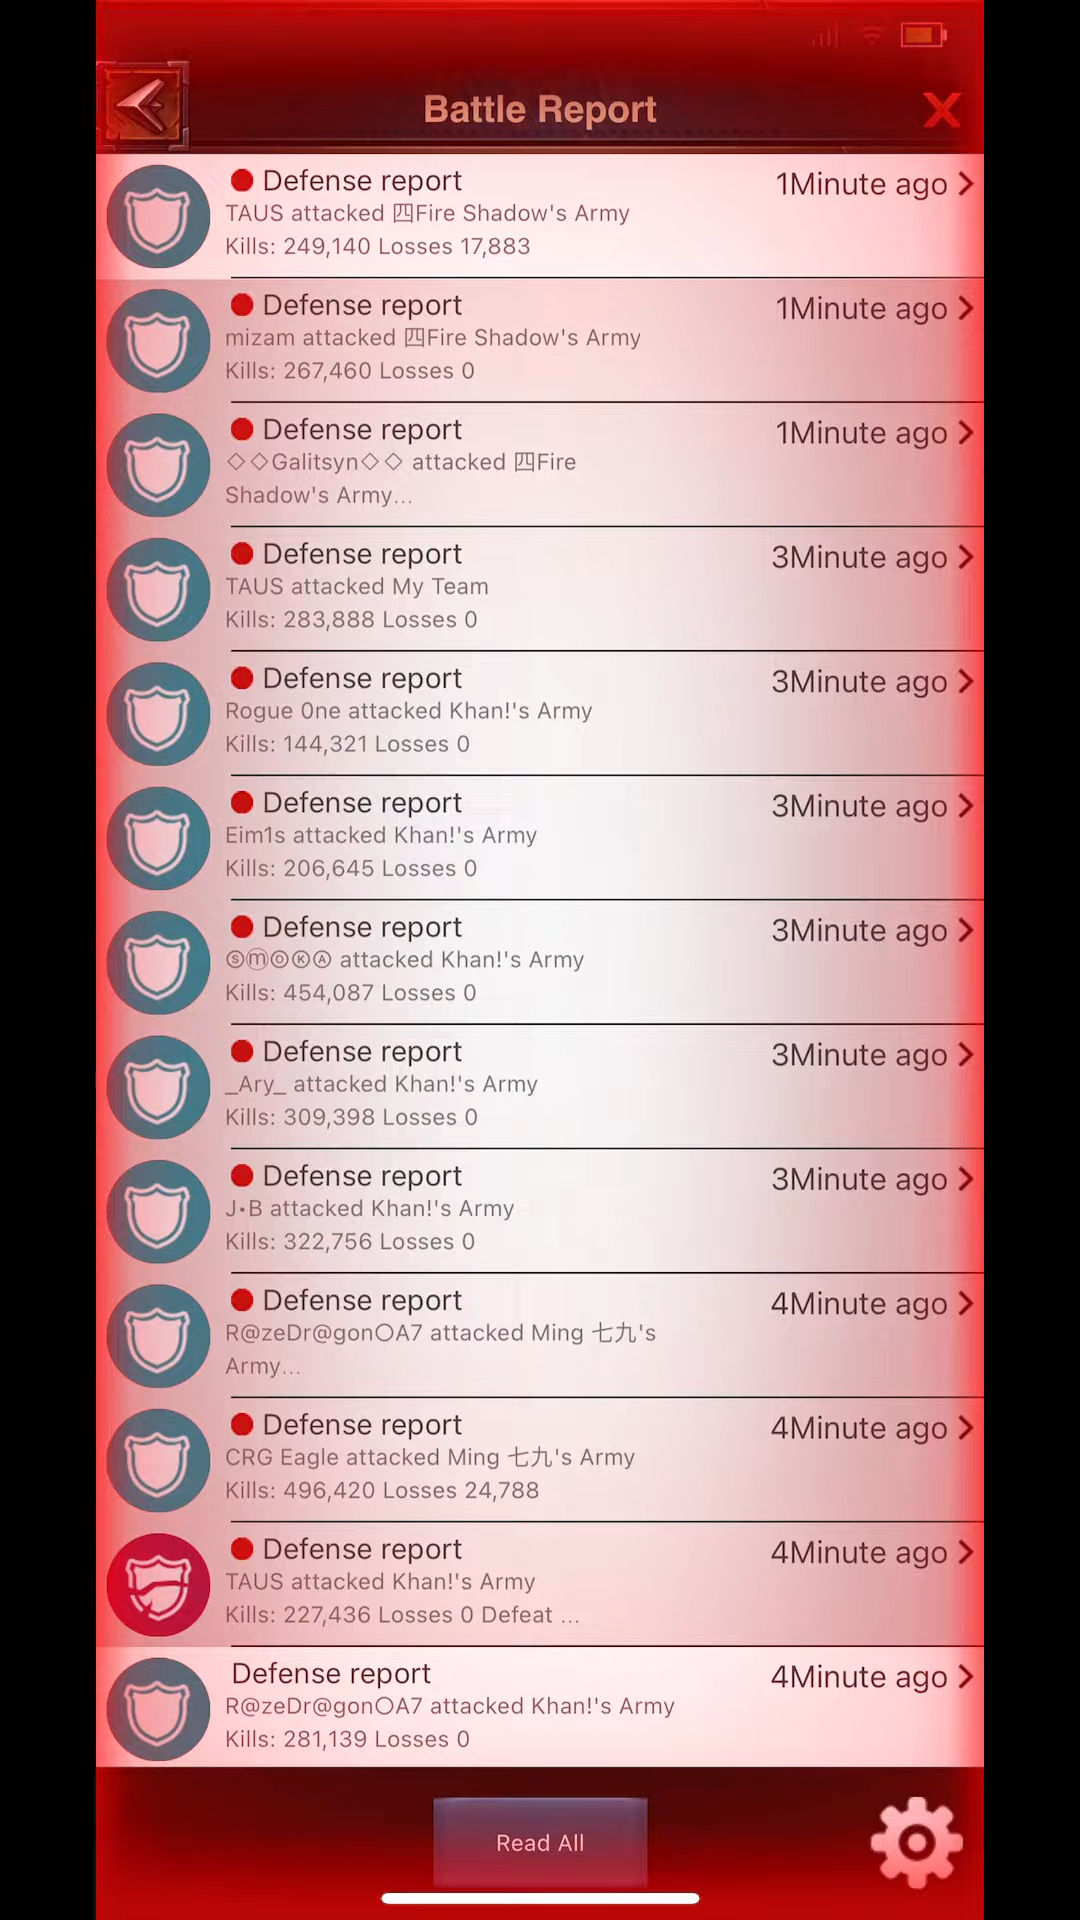 Battle Report
Defense report
1Minute ago
TAUS attacked 四Fire Shadow's Army
Kills: 249,140 Losses 17,883
Defense report
1Minute ago
mizam attacked 四Fire Shadow's Army
Kills: 267,460 Losses 0
Defense report
1Minute ago
◇◇Galitsyn◇◇ attacked 四Fire
Shadow's Army...
Defense report
3Minute ago
TAUS attacked My Team
Kills: 283,888 Losses 0
Defense report
3Minute ago
Rogue 0ne attacked Khan!'s Army
Kills: 144,321 Losses 0
Defense report
3Minute ago
Eim1s attacked Khan!'s Army
Kills: 206,645 Losses 0
Defense report
3Minute ago
ⓢⓜⓞⓀⒶ attacked Khan!'s Army
Kills: 454,087 Losses 0
Defense report
3Minute ago
_Ary_ attacked Khan!'s Army
Kills: 309,398 Losses 0
Defense report
3Minute ago
J•B attacked Khan!'s Army
Kills: 322,756 Losses 0
Defense report
4Minute ago
R@zeDr@gon〇A7 attacked Ming 七九's
Army...
Defense report
4Minute ago
CRG Eagle attacked Ming 七九's Army
Kills: 496,420 Losses 24,788
Defense report
4Minute ago
TAUS attacked Khan!'s Army
Kills: 227,436 Losses 0 Defeat ...
Defense report
4Minute ago
R@zeDr@gon〇A7 attacked Khan!'s Army
Kills: 281,139 Losses 0
Read All